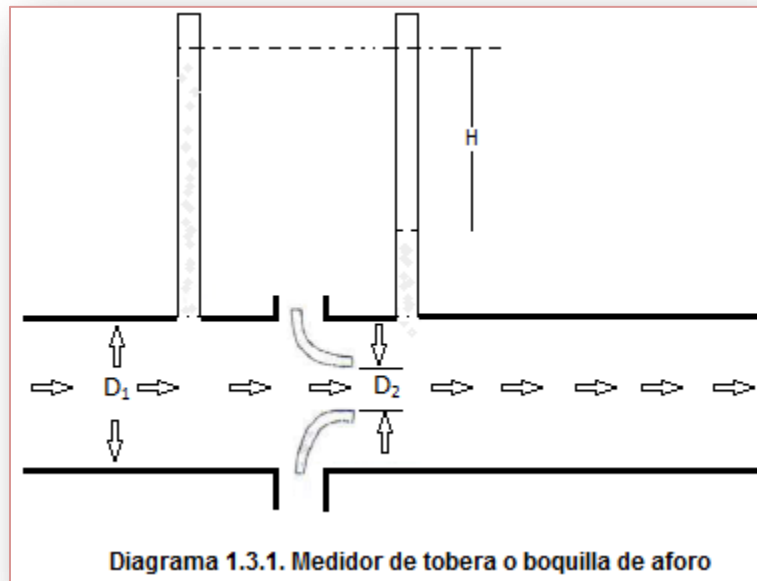 H
D₁
D₂
Diagrama 1.3.1. Medidor de tobera o boquilla de aforo